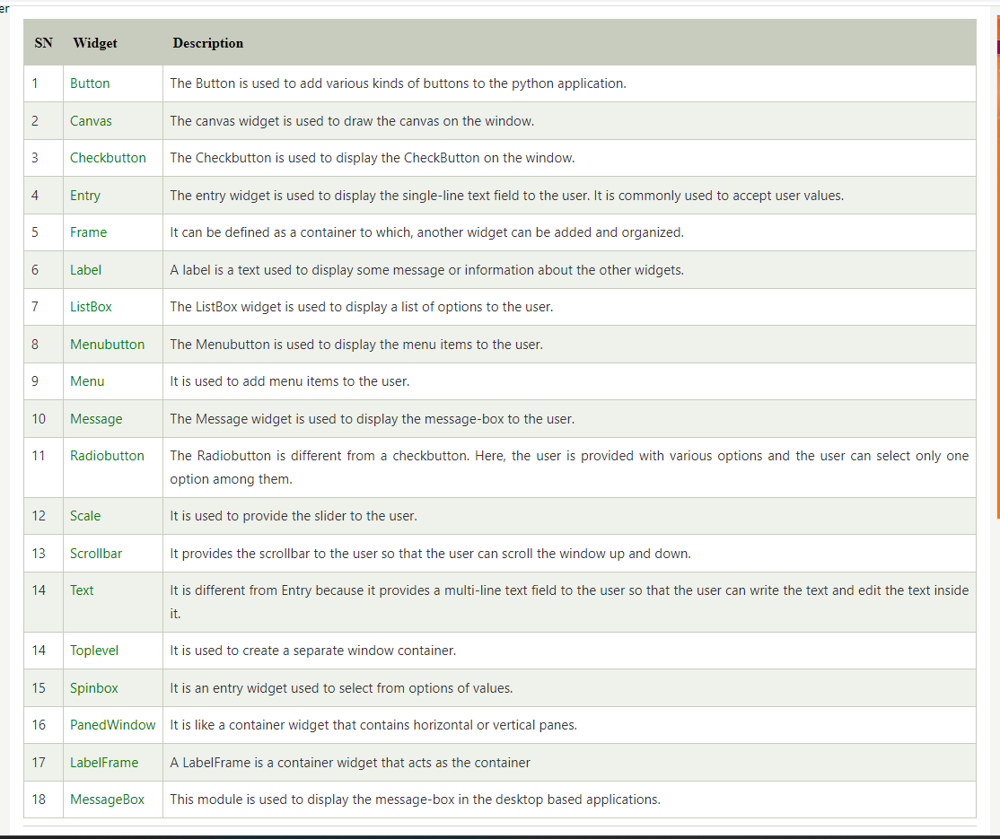 er
SN Widget Description
1 Button The Button is used to add various kinds of buttons to the python application.
2 Canvas The canvas widget is used to draw the canvas on the window.
3 Checkbutton The Checkbutton is used to display the CheckButton on the window.
4 Entry The entry widget is used to display the single-line text field to the user. It is commonly used to accept user values.
5 Frame It can be defined as a container to which, another widget can be added and organized.
6 Label A label is a text used to display some message or information about the other widgets.
7 ListBox The ListBox widget is used to display a list of options to the user.
8 Menubutton The Menubutton is used to display the menu items to the user.
9 Menu It is used to add menu items to the user.
10 Message The Message widget is used to display the message-box to the user.
11 Radiobutton The Radiobutton is different from a checkbutton. Here, the user is provided with various options and the user can select only one
option among them.
12 Scale It is used to provide the slider to the user.
13 Scrollbar It provides the scrollbar to the user so that the user can scroll the window up and down.
14 Text It is different from Entry because it provides a multi-line text field to the user so that the user can write the text and edit the text inside
it.
14 Toplevel It is used to create a separate window container.
15 Spinbox It is an entry widget used to select from options of values.
16 PanedWindow It is like a container widget that contains horizontal or vertical panes.
17 LabelFrame A LabelFrame is a container widget that acts as the container
18 MessageBox This module is used to display the message-box in the desktop based applications.